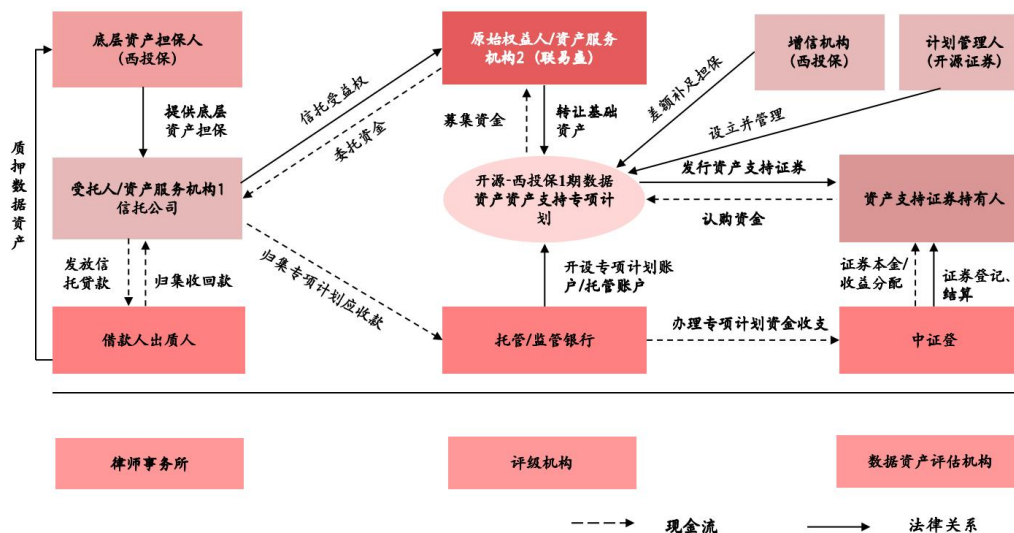 底层资产担保人
(西投保)
原始权益人/资产服务
机构2（联易盛）
增信机构
(西投保)
计划管理人
(开源证券)
质押数据资产
提供底层
资产担保
信托受益权
委托资金
募集资金
转让基础
资产
差额补足担保
设立并管理
受托人/资产服务机构1
信托公司
开源-西投保1期数据
资产资产支持专项计
划
发行资产支持证券
认购资金
资产支持证券持有人
发放信
托贷款
归集收回款
归集专项计划应收款
开设专项计划账
户/托管账户
证券本金/
收益分配
证券登记、
结算
借款人出质人
托管/监管银行
办理专项计划资金收支
中证登
律师事务所
评级机构
数据资产评估机构
现金流
法律关系